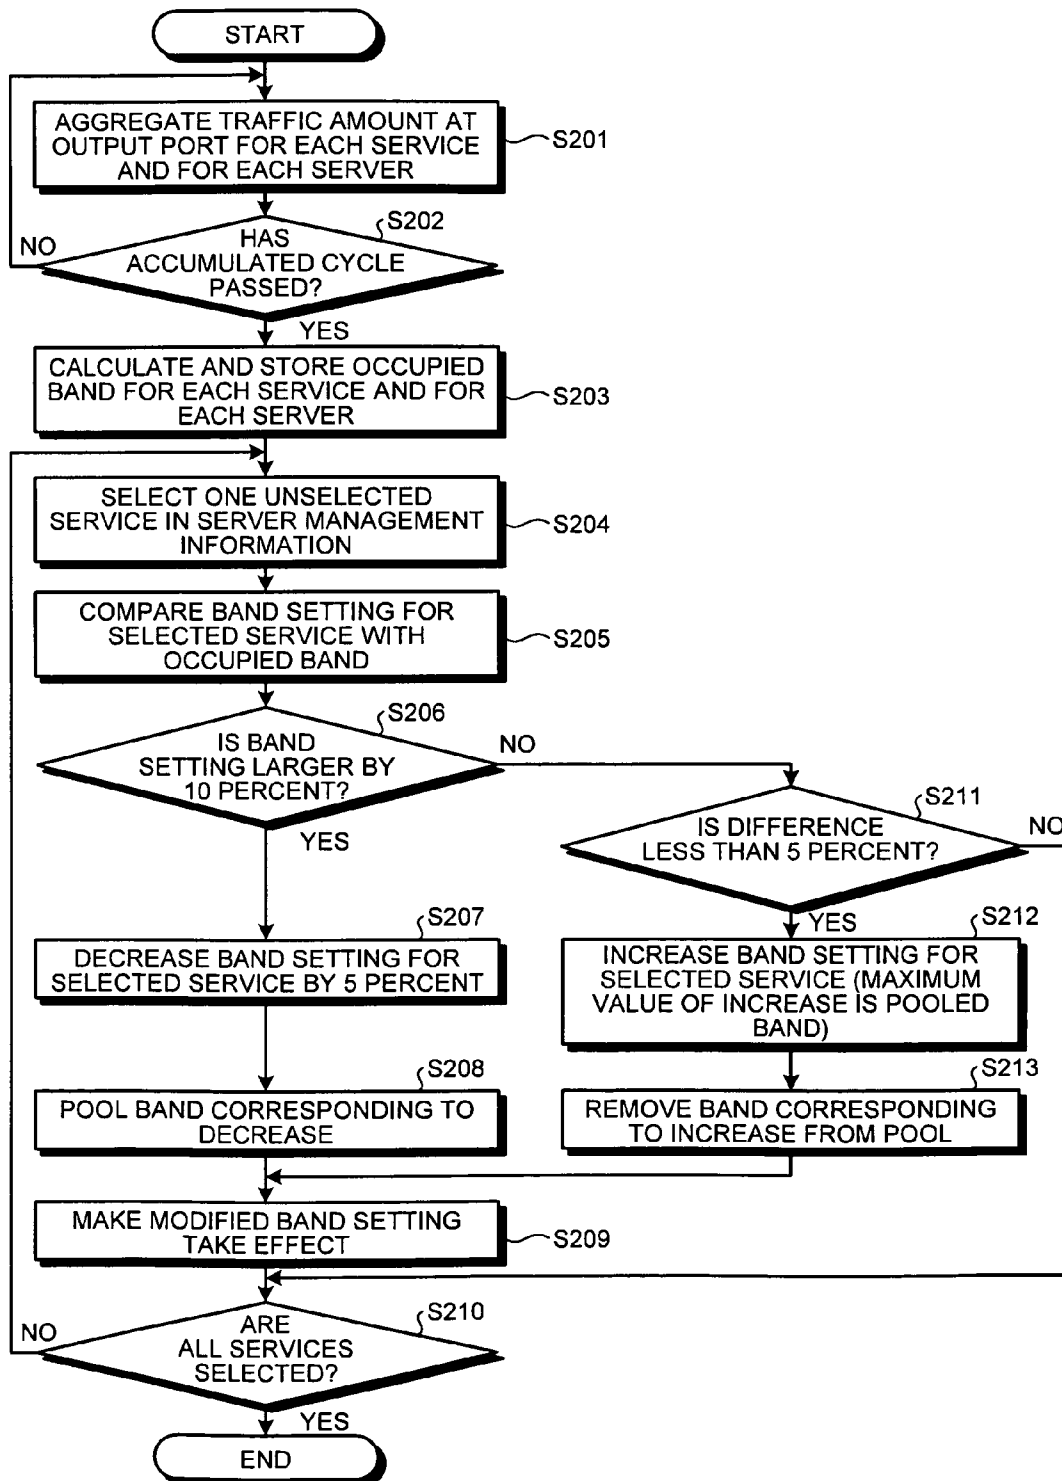 START
AGGREGATE TRAFFIC AMOUNT AT
OUTPUT PORT FOR EACH SERVICE
AND FOR EACH SERVER
S201
S202
HAS
ACCUMULATED CYCLE
PASSED?
NO
YES
CALCULATE AND STORE OCCUPIED
BAND FOR EACH SERVICE AND FOR
EACH SERVER
S203
SELECT ONE UNSELECTED
SERVICE IN SERVER MANAGEMENT
INFORMATION
S204
COMPARE BAND SETTING FOR
SELECTED SERVICE WITH
OCCUPIED BAND
S205
S206
IS BAND
SETTING LARGER BY
10 PERCENT?
NO
YES
S211
IS DIFFERENCE
LESS THAN 5 PERCENT?
NO
YES
S207
DECREASE BAND SETTING FOR
SELECTED SERVICE BY 5 PERCENT
S212
INCREASE BAND SETTING FOR
SELECTED SERVICE (MAXIMUM
VALUE OF INCREASE IS POOLED
BAND)
S208
POOL BAND CORRESPONDING TO
DECREASE
S213
REMOVE BAND CORRESPONDING
TO INCREASE FROM POOL
MAKE MODIFIED BAND SETTING
TAKE EFFECT
S209
S210
ARE
ALL SERVICES
SELECTED?
NO
YES
END